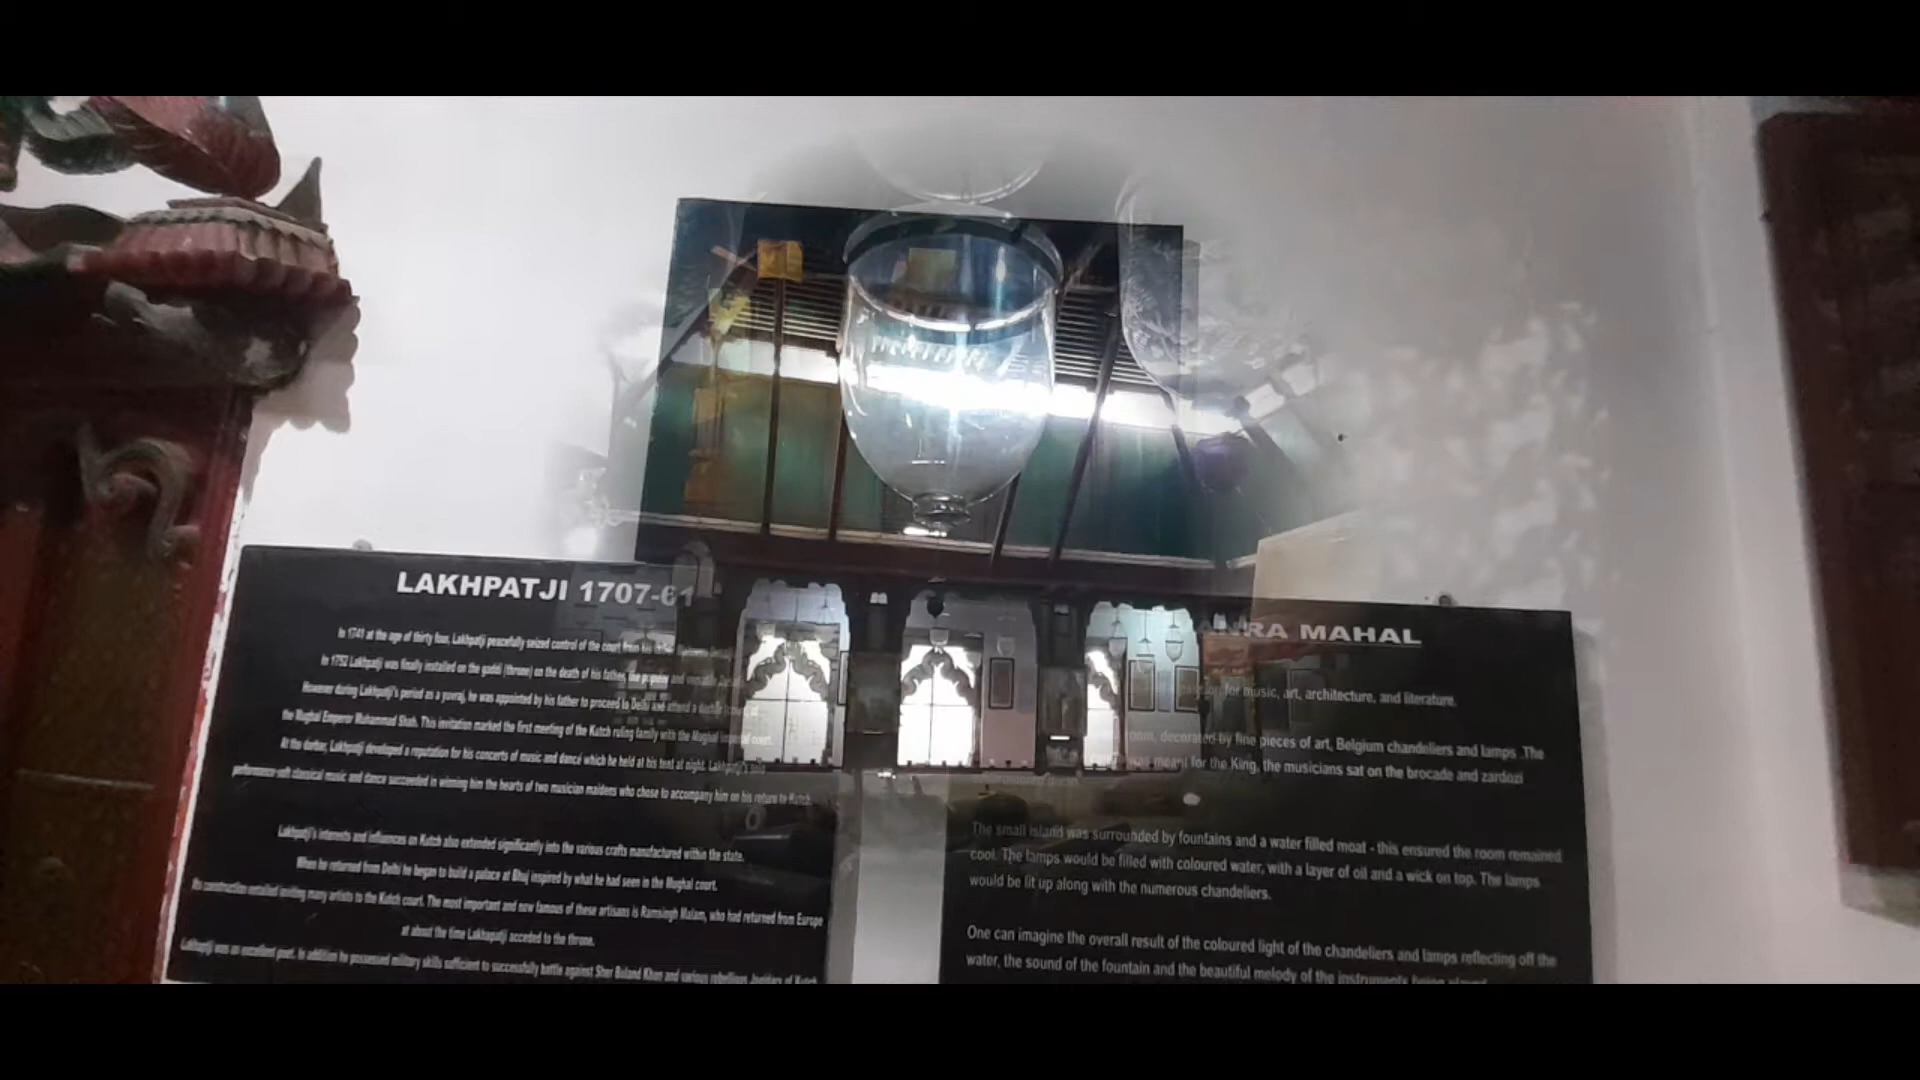 LAKHPATJI 1707-61
In 1741 at the age of thirty four, Lakhpatji peacefully seized control of the court from his
In 1752 Lakhpatji was finally installed on the gaddi (throne) on the death of his father, the popular and
However during Lakhpatji's period as a yuvraj, he was appointed by his father to proceed to Delhi and attend a durbar
the Mughal Emperor Muhammad Shah. This invitation marked the first meeting of the Kutch ruling family with the Mughal Imperial court.
At the durbar, Lakhpatji developed a reputation for his concerts of music and dance which he held at his tent at night. Lakhpatji's
performance soft classical music and dance succeeded in winning him the hearts of two musician maidens who chose to accompany him on his return to Kutch.
Lakhpatji's interests and influences on Kutch also extended significantly into the various crafts manufactured within the state.
When he returned from Delhi he began to build a palace at Bhuj inspired by what he had seen in the Mughal court.
Its construction entailed inviting many artists to the Kutch court. The most important and now famous of these artisans is Ramsingh Malam, who had returned from Europe
at about the time Lakhapatji acceded to the throne.
Lakhpatji was an excellent poet. In addition he possessed military skills sufficient to successfully battle against Sher Buland Khan and various rebellious of Kutch
MAHAL
for music, art, architecture, and literature.
room, decorated by fine pieces of art, Belgium chandeliers and lamps .The
was meant for the King, the musicians sat on the brocade and zardozi
The small island was surrounded by fountains and a water filled moat - this ensured the room remained
cool. The lamps would be filled with coloured water, with a layer of oil and a wick on top. The lamps
would be lit up along with the numerous chandeliers.
One can imagine the overall result of the coloured light of the chandeliers and lamps reflecting off the
water, the sound of the fountain and the beautiful melody of the instruments being played